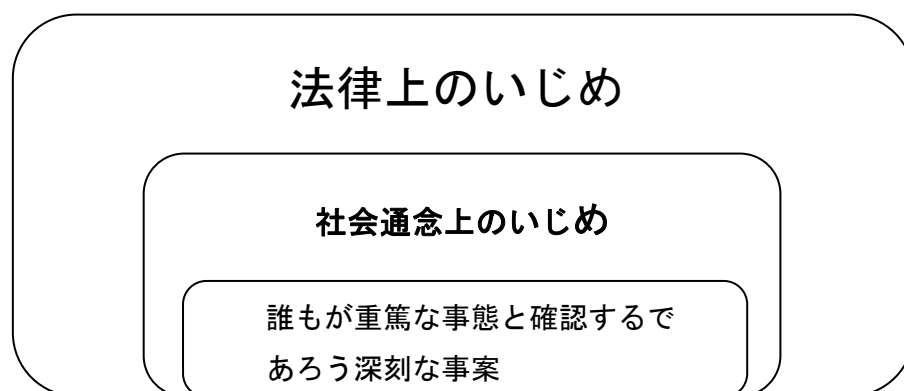 法律上のいじめ
社会通念上のいじめ
誰もが重篤な事態と確認するで
あろう深刻な事案